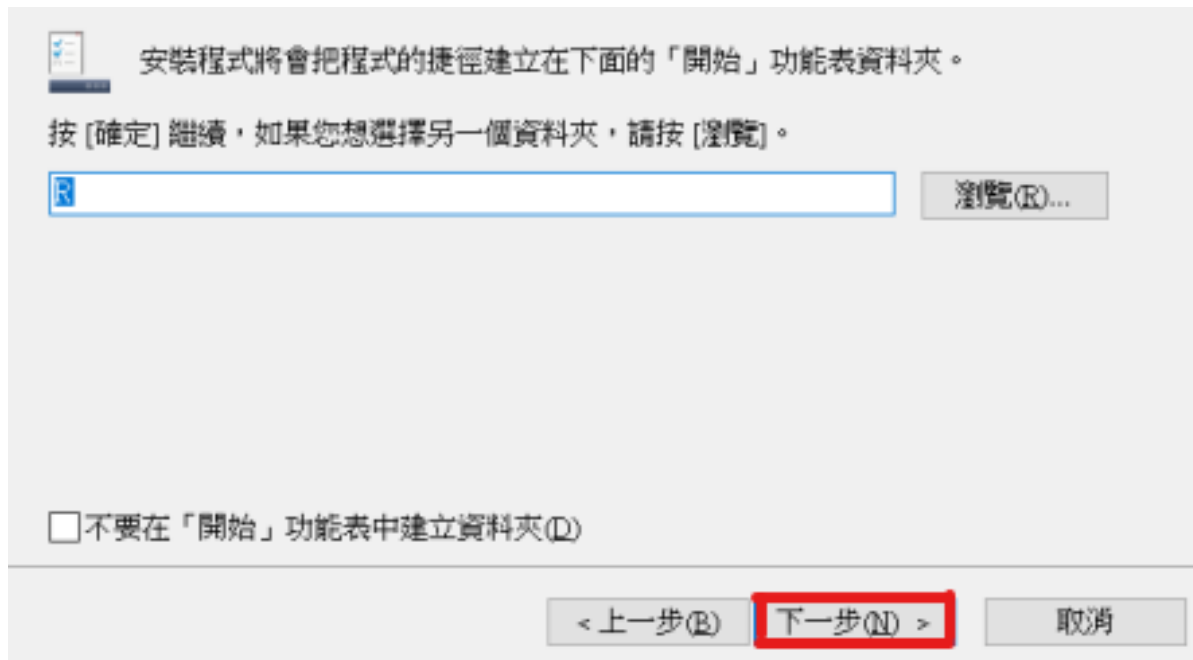 安裝程式將會把程式的捷徑建立在下面的「開始」功能表資料夾。
按 [確定] 繼續，如果您想選擇另一個資料夾，請按 [瀏覽]。
R
瀏覽(R)...
不要在「開始」功能表中建立資料夾(D)
<上一步(B) 下一步(N) > 取消